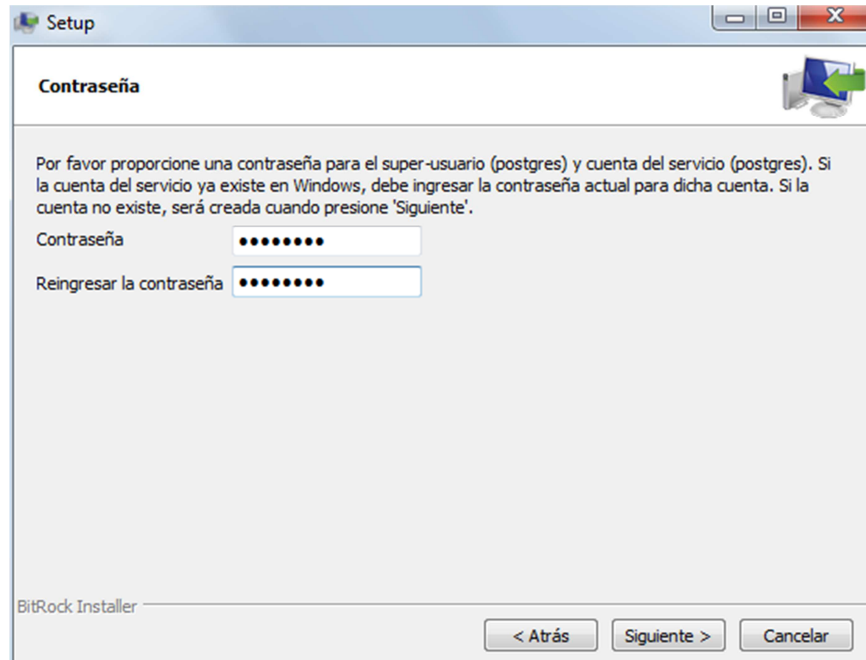 Setup
Contraseña
Por favor proporcione una contraseña para el super-usuario (postgres) y cuenta del servicio (postgres). Si
la cuenta del servicio ya existe en Windows, debe ingresar la contraseña actual para dicha cuenta. Si la
cuenta no existe, será creada cuando presione 'Siguiente'.
Contraseña ••••••••
Reingresar la contraseña ••••••••
BitRock Installer
< Atrás Siguiente > Cancelar